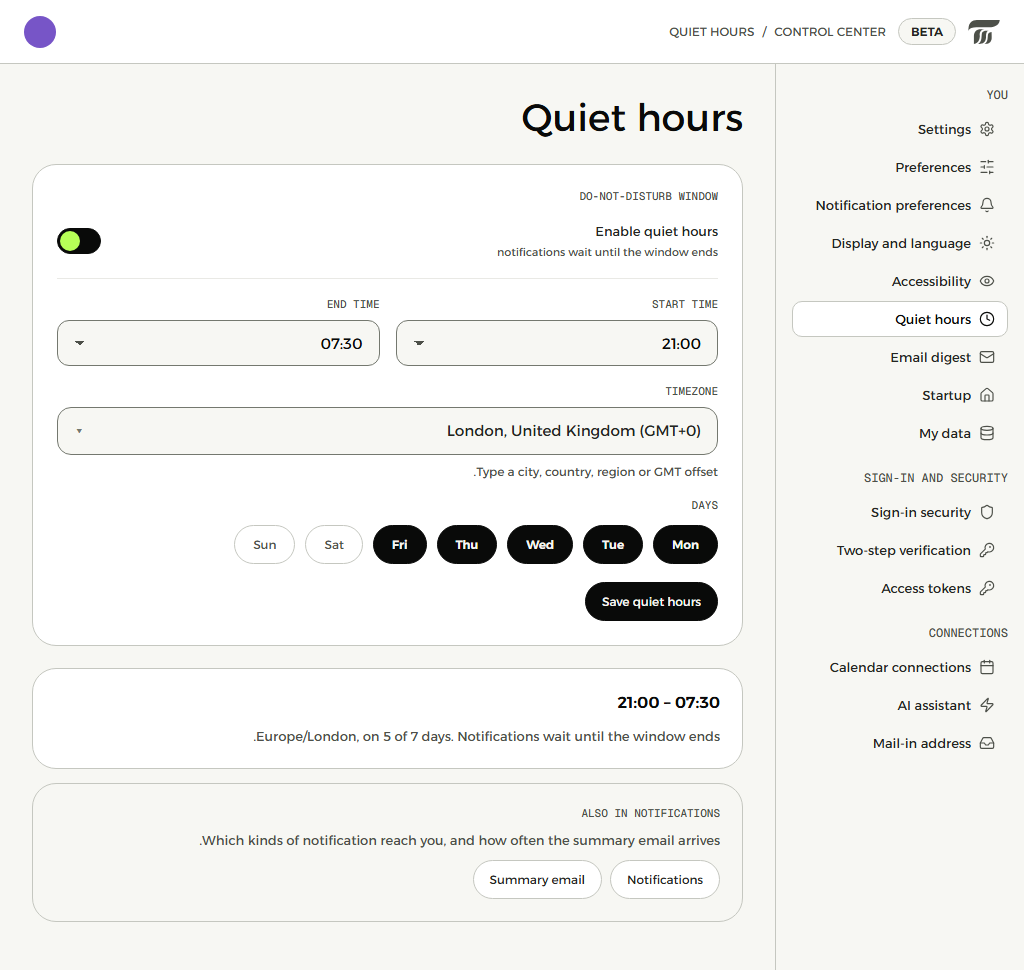 BETA
CONTROL CENTER / QUIET HOURS
YOU
Settings
Preferences
Notification preferences
Display and language
Accessibility
Quiet hours
Email digest
Startup
My data
SIGN-IN AND SECURITY
Sign-in security
Two-step verification
Access tokens
CONNECTIONS
Calendar connections
AI assistant
Mail-in address
Quiet hours
DO-NOT-DISTURB WINDOW
Enable quiet hours
notifications wait until the window ends
START TIME
21:00
END TIME
07:30
TIMEZONE
London, United Kingdom (GMT+0)
Type a city, country, region or GMT offset.
DAYS
Mon Tue Wed Thu Fri Sat Sun
Save quiet hours
21:00 – 07:30
Europe/London, on 5 of 7 days. Notifications wait until the window ends.
ALSO IN NOTIFICATIONS
Which kinds of notification reach you, and how often the summary email arrives.
Notifications
Summary email